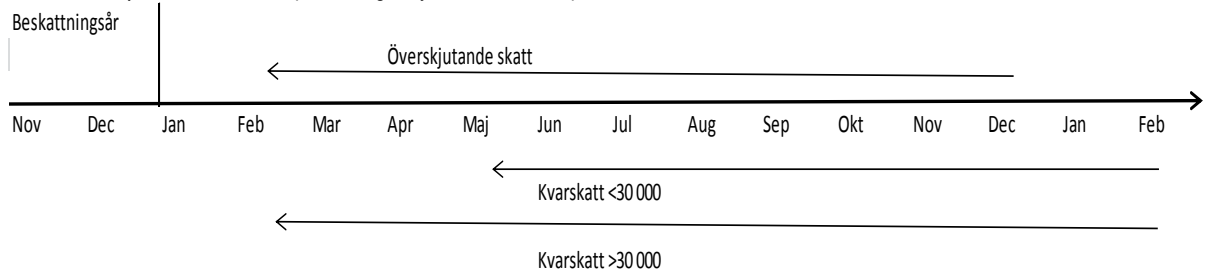 Beskattningsår
Överskjutande skatt
Nov Dec Jan Feb Mar Apr Maj Jun Jul Aug Sep Okt Nov Dec Jan Feb
Kvarskatt <30 000
Kvarskatt >30 000